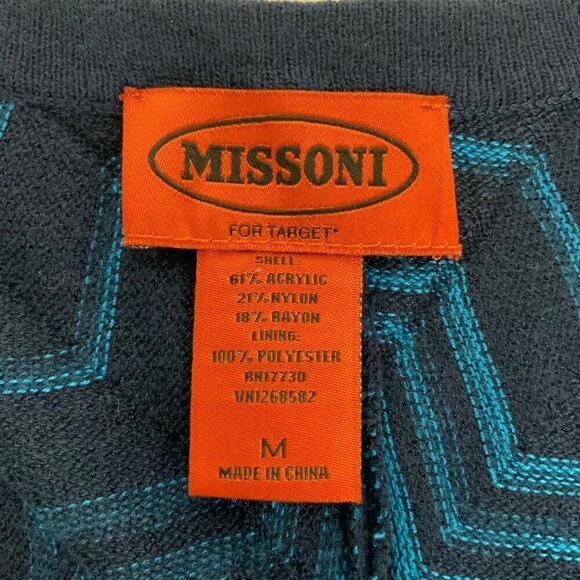 MISSONI
FOR TARGET*
SHELL:
61% ACRYLIC
21% NYLON
18% RAYON
LINING:
100% POLYESTER
RN17730
VN1268582
M
MADE IN CHINA